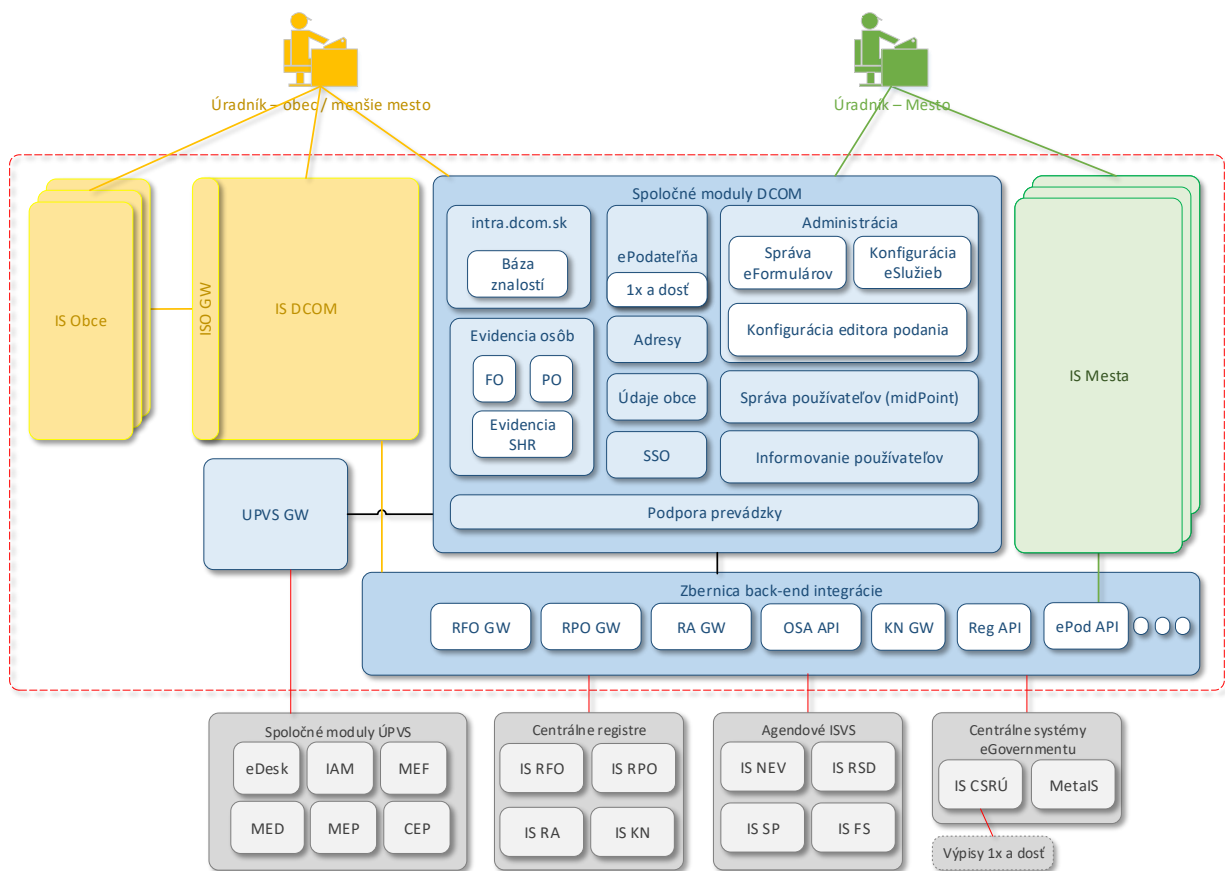 Úradník – obec / menšie mesto
Úradník – Mesto
IS Obce
ISO GW
IS DCOM
Spoločné moduly DCOM
intra.dcom.sk
Báza
znalostí
Evidencia osôb
FO
PO
Evidencia
SHR
ePodateľňa
1x a dosť
Adresy
Údaje obce
SSO
Administrácia
Správa
eFormulárov
Konfigurácia
eSlužieb
Konfigurácia editora podania
Správa používateľov (midPoint)
Informovanie používateľov
Podpora prevádzky
IS Mesta
UPVS GW
Zbernica back-end integrácie
RFO GW
RPO GW
RA GW
OSA API
KN GW
Reg API
ePod API
Spoločné moduly ÚPVS
eDesk
IAM
MEF
MED
MEP
CEP
Centrálne registre
IS RFO
IS RPO
IS RA
IS KN
Agendové ISVS
IS NEV
IS RSD
IS SP
IS FS
Centrálne systémy
eGovernmentu
IS CSRÚ
MetaIS
Výpisy 1x a dosť